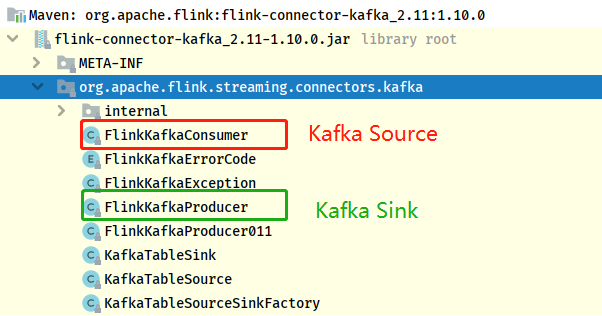 Maven: org.apache.flink:flink-connector-kafka_2.11:1.10.0
flink-connector-kafka_2.11-1.10.0.jar library root
META-INF
org.apache.flink.streaming.connectors.kafka
internal
C FlinkKafkaConsumer Kafka Source
E FlinkKafkaErrorCode
C FlinkKafkaException
C FlinkKafkaProducer Kafka Sink
C FlinkKafkaProducer011
C KafkaTableSink
C KafkaTableSource
C KafkaTableSourceSinkFactory